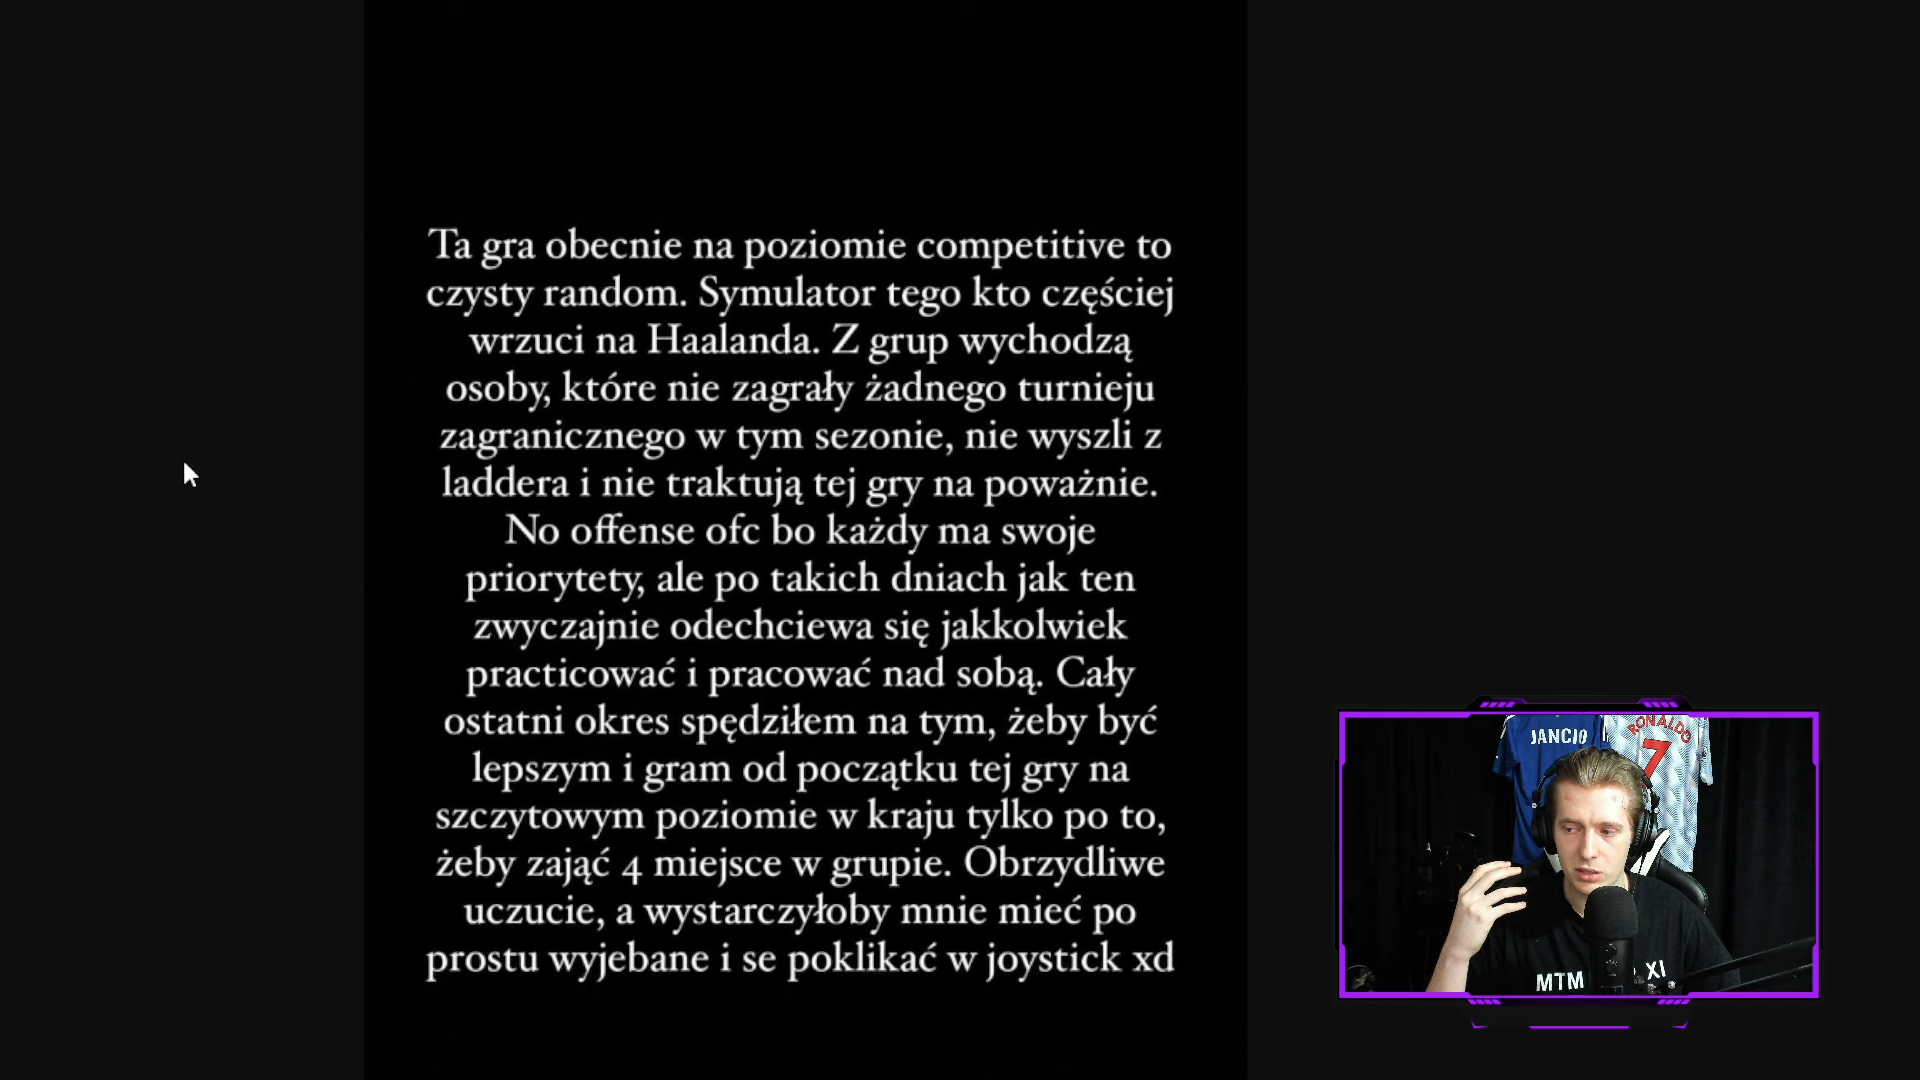 Ta gra obecnie na poziomie competitive to
czysty random. Symulator tego kto częściej
wrzuci na Haalanda. Z grup wychodzą
osoby, które nie zagrały żadnego turnieju
zagranicznego w tym sezonie, nie wyszli z
laddera i nie traktują tej gry na poważnie.
No offense ofc bo każdy ma swoje
priorytety, ale po takich dniach jak ten
zwyczajnie odechciewa się jakkolwiek
practicować i pracować nad sobą. Cały
ostatni okres spędziłem na tym, żeby być
lepszym i gram od początku tej gry na
szczytowym poziomie w kraju tylko po to,
żeby zająć 4 miejsce w grupie. Obrzydliwe
uczucie, a wystarczyłoby mnie mieć po
prostu wyjebane i se poklikać w joystick xd
JANCIO
RONALDO
7
MTM XI